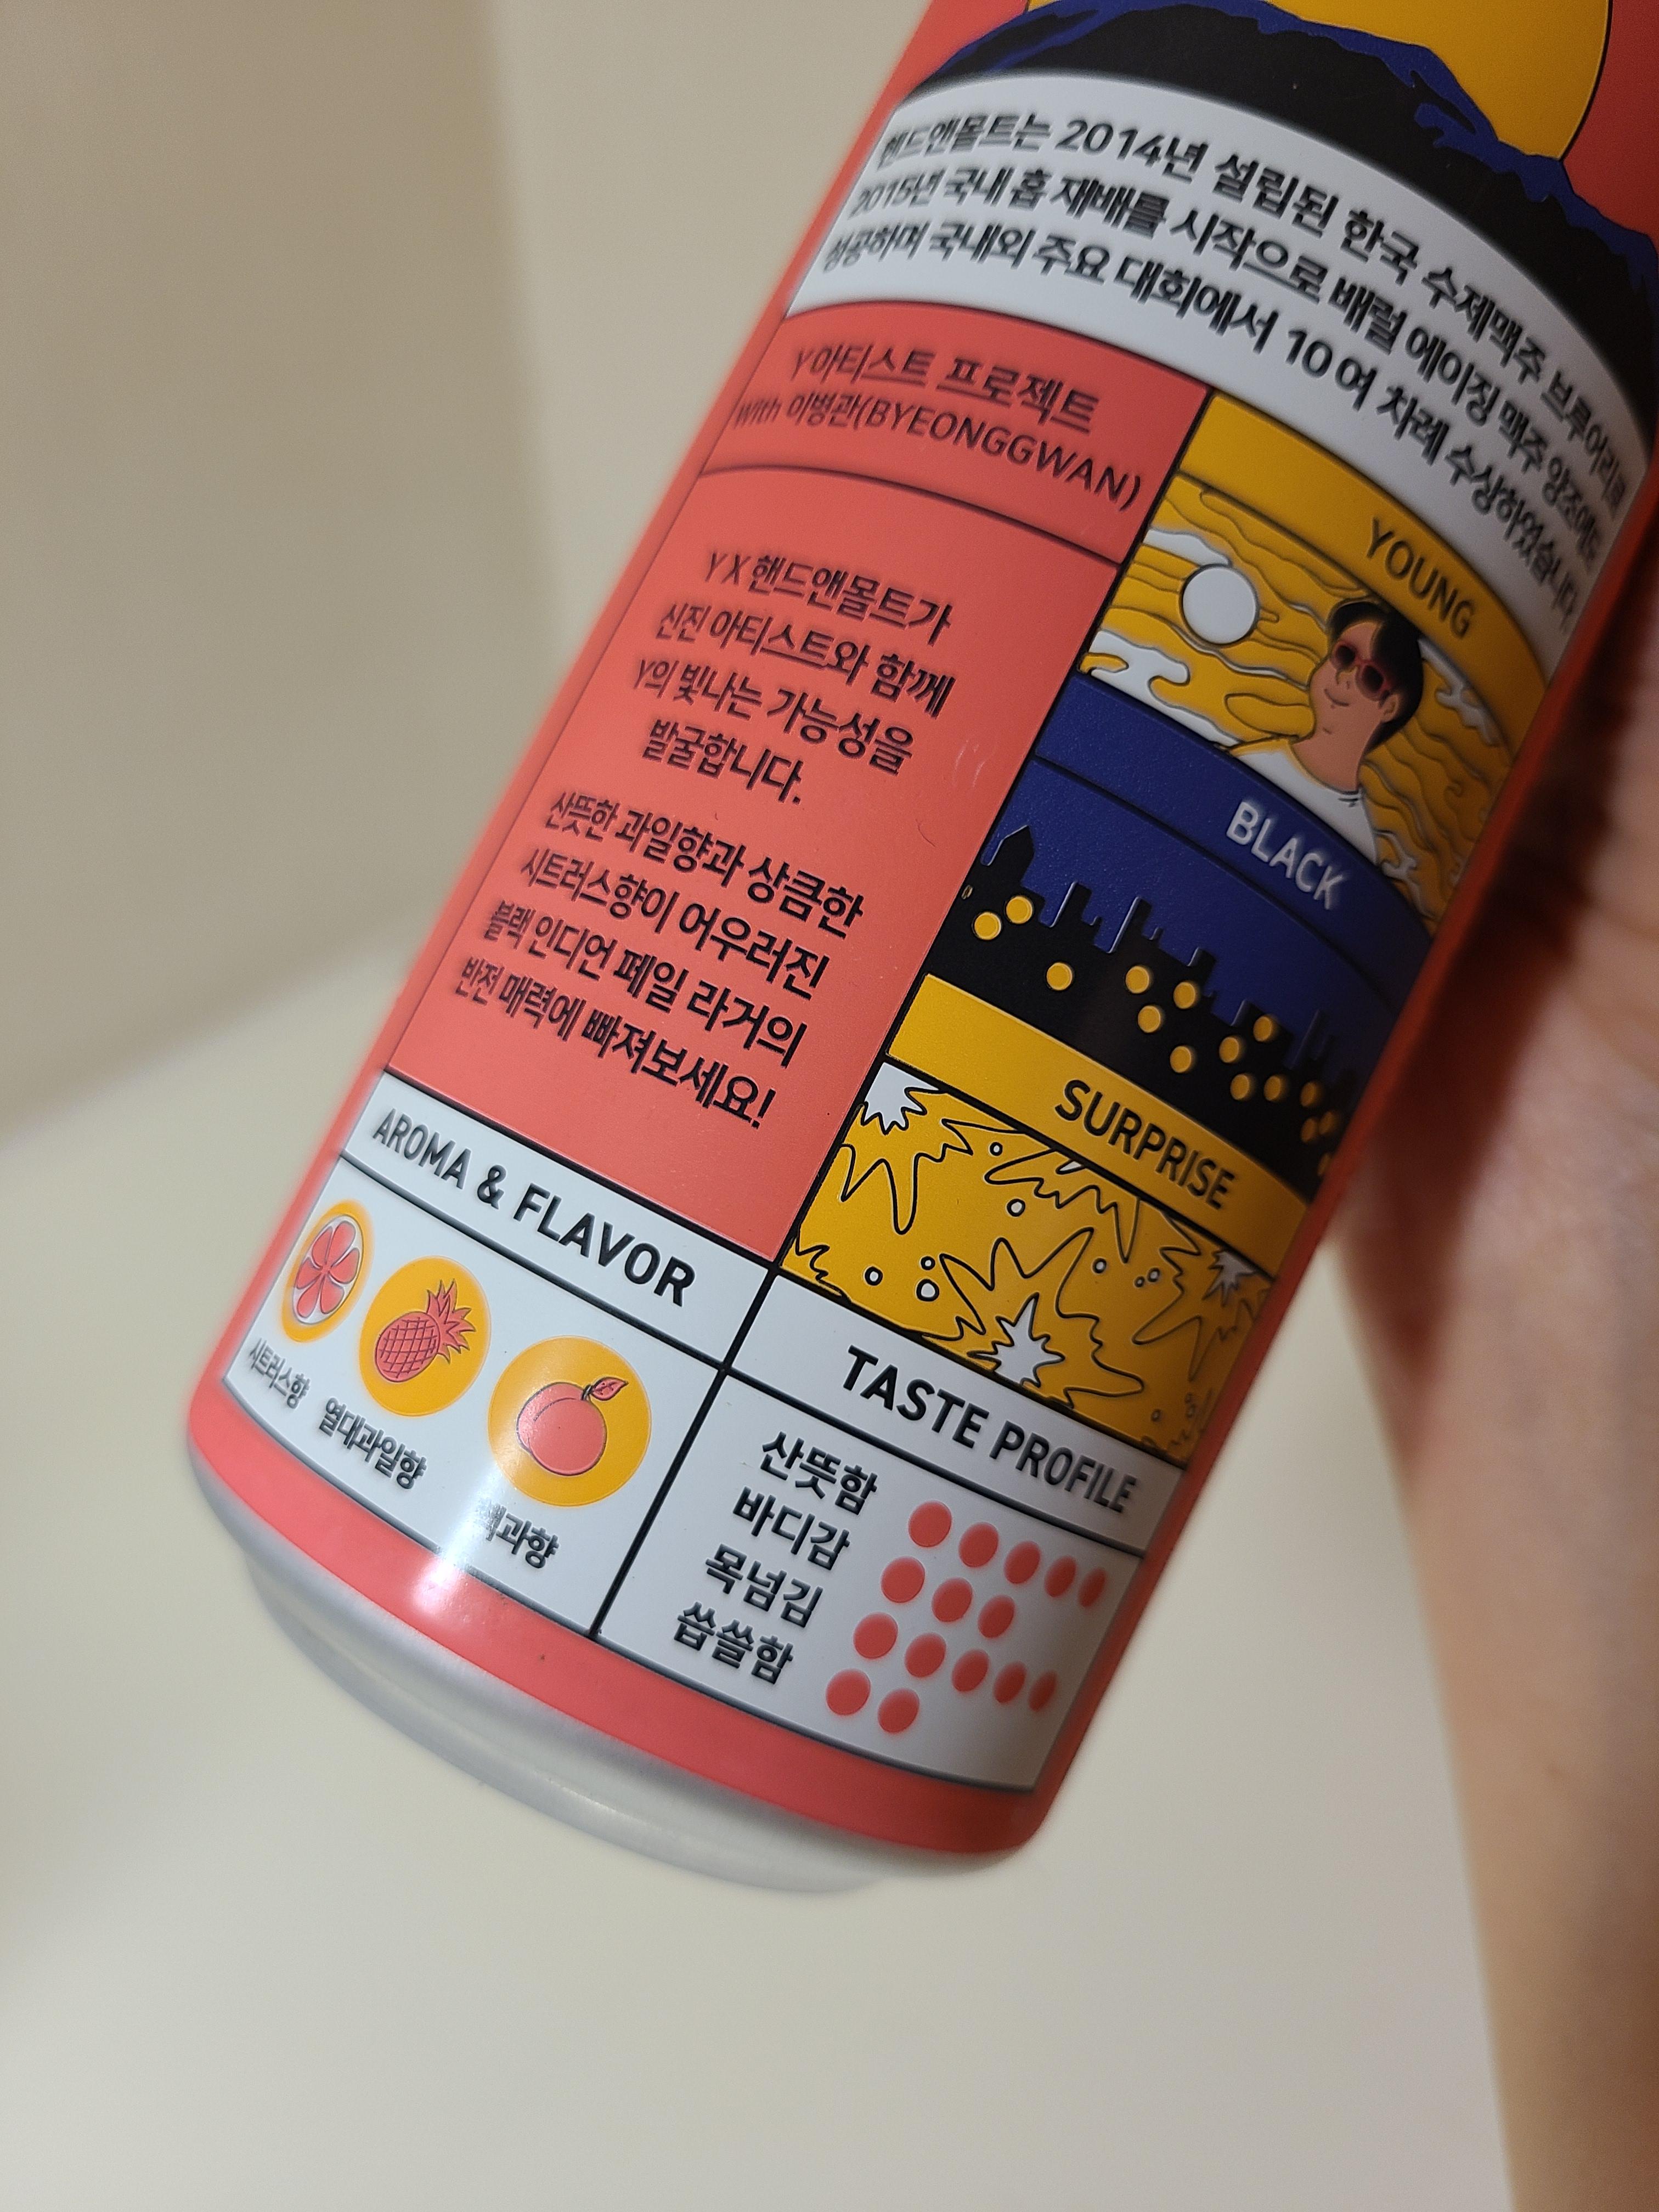 핸드앤몰트는 2014년 설립된 한국 수제맥주 브루어리로
2015년 국내 홉 재배를 시작으로 배럴 에이징 맥주 양조에도
성공하며 국내외 주요 대회에서 10여 차례 수상하였습니다.
Y아티스트 프로젝트
With 이병관(BYEONGGWAN)
Y X 핸드앤몰트가
신진 아티스트와 함께
Y의 빛나는 가능성을
발굴합니다.
산뜻한 과일향과 상큼한
시트러스향이 어우러진
블랙 인디언 페일 라거의
반전 매력에 빠져보세요!
YOUNG
BLACK
SURPRISE
AROMA & FLAVOR
시트러스향
열대과일향
핵과향
TASTE PROFILE
산뜻함
바디감
목넘김
씁쓸함